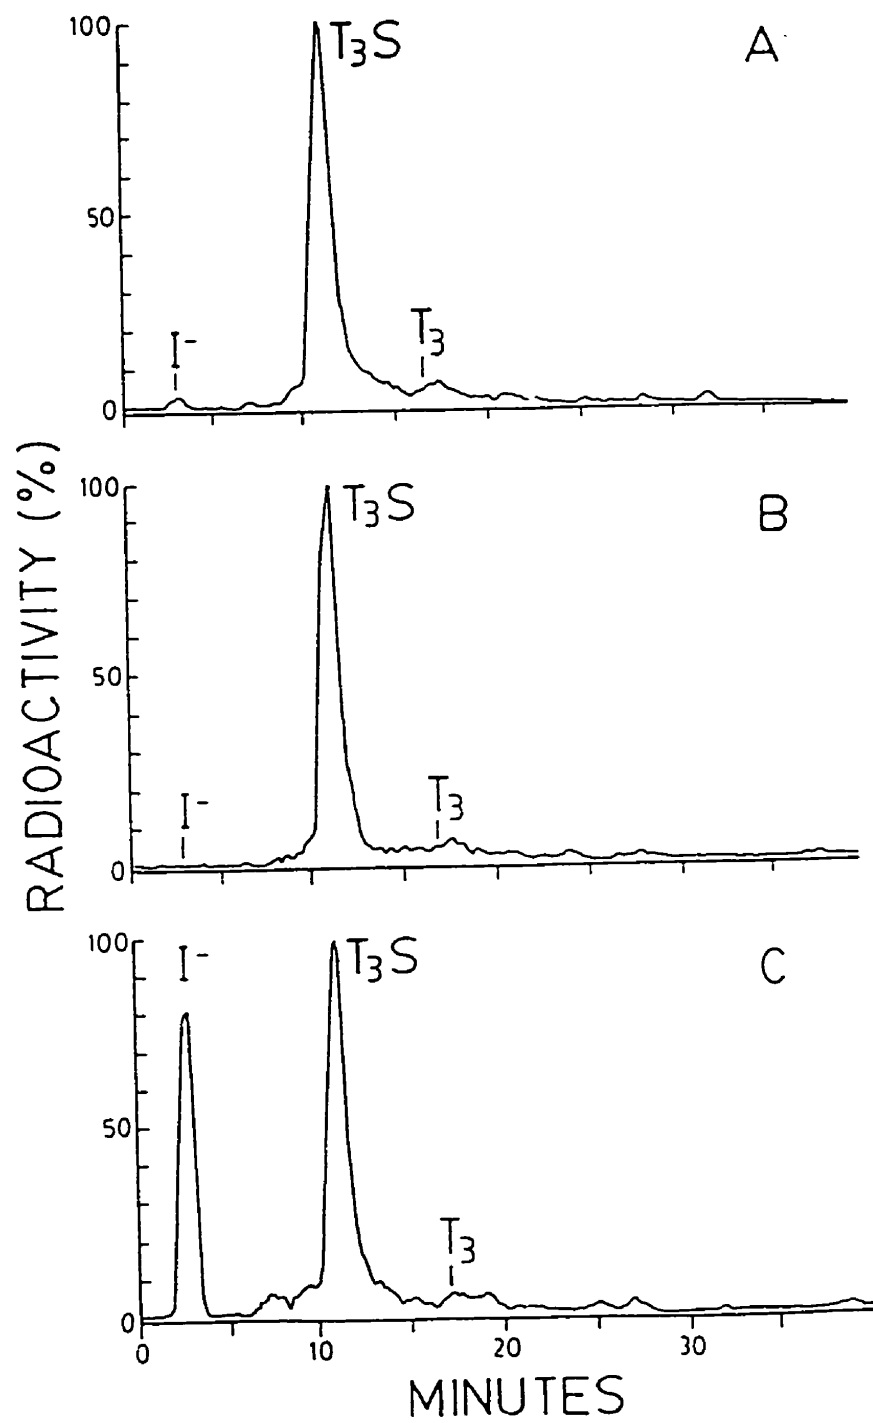 RADIOACTIVITY (%)
100
T₃S
A
50
I⁻
T₃
0
100
T₃S
B
50
I⁻
T₃
0
100
I⁻
T₃S
C
50
T₃
0
0 10 20 30
MINUTES